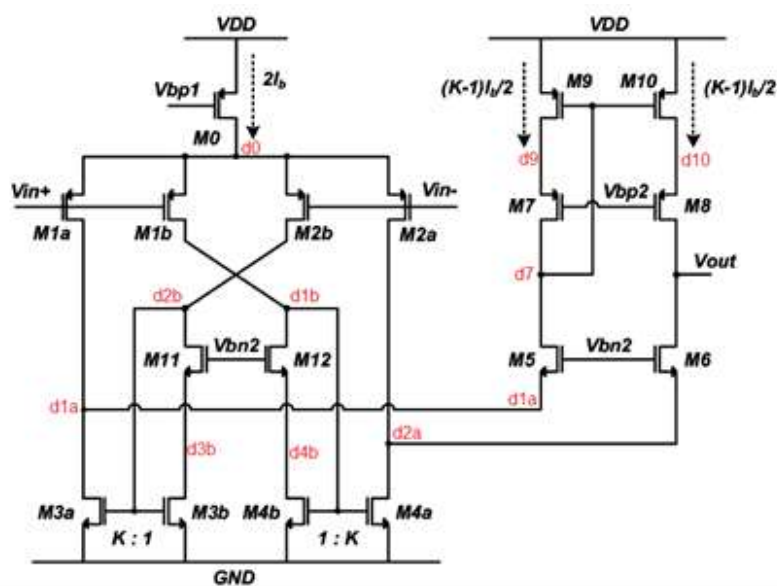 VDD
VDD
2Ib
Vbp1
M0
d0
(K-1)Ib/2
M9
M10
(K-1)Ib/2
d9
d10
Vin+
Vin-
M1a
M1b
M2b
M2a
M7
Vbp2
M8
d7
Vout
d2b
d1b
M11
Vbn2
M12
M5
Vbn2
M6
d1a
d1a
d2a
d3b
d4b
M3a
M3b
M4b
M4a
K : 1
1 : K
GND